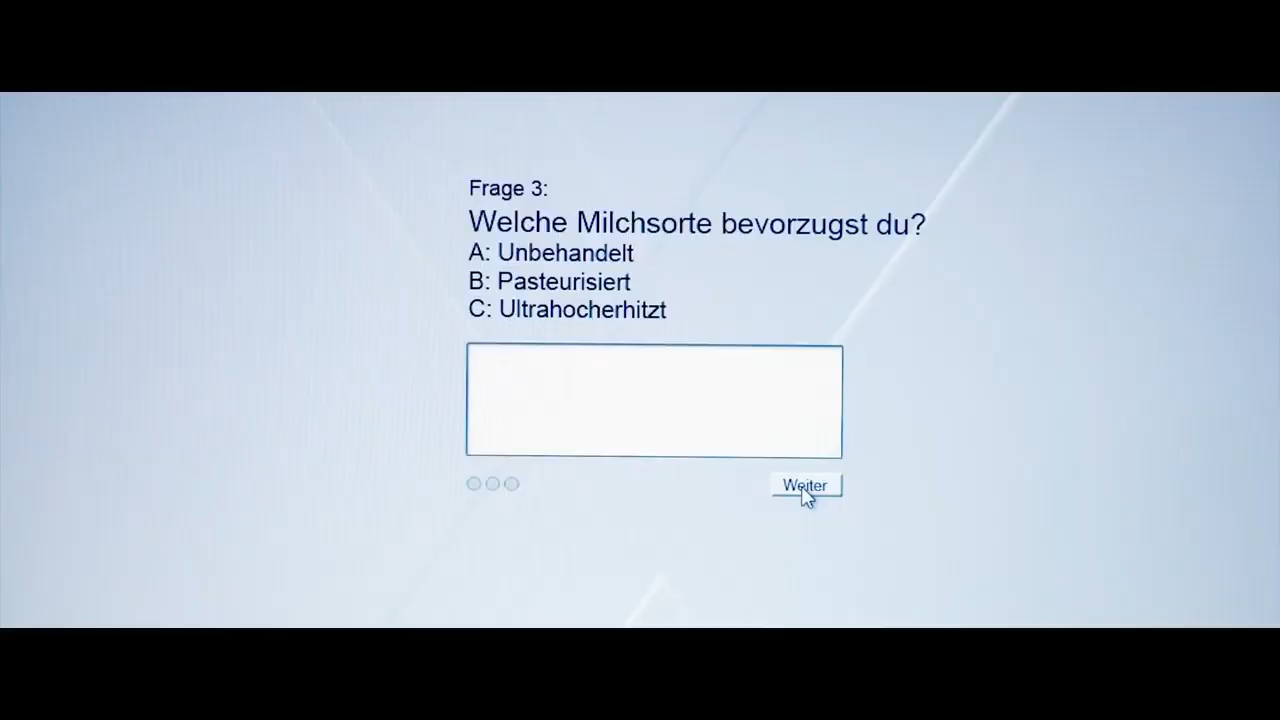 Frage 3:
Welche Milchsorte bevorzugst du?
A: Unbehandelt
B: Pasteurisiert
C: Ultrahocherhitzt
Weiter